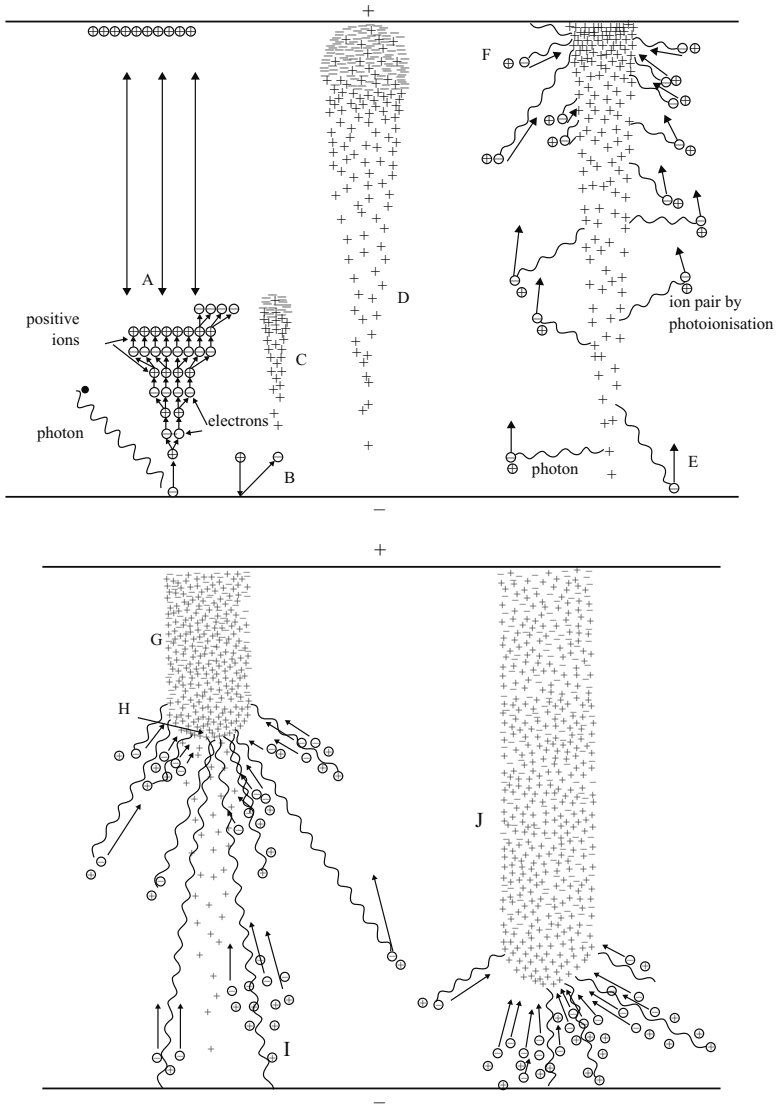 +
F
A
D
positive
ions
C
ion pair by
photoionisation
photon
electrons
B
photon
E
−
+
G
H
J
I
−